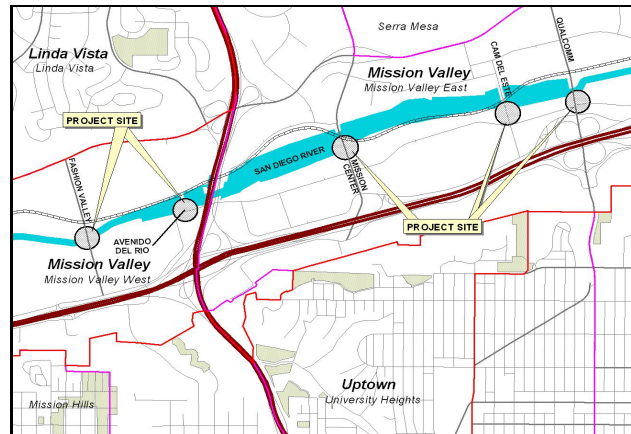 Serra Mesa
Linda Vista
Linda Vista
QUALCOMM
CAM DEL ESTE
Mission Valley
Mission Valley East
PROJECT SITE
SAN DIEGO RIVER
FASHION VALLEY
MISSION
CENTER
PROJECT SITE
AVENIDO
DEL RIO
Mission Valley
Mission Valley West
Uptown
University Heights
Mission Hills